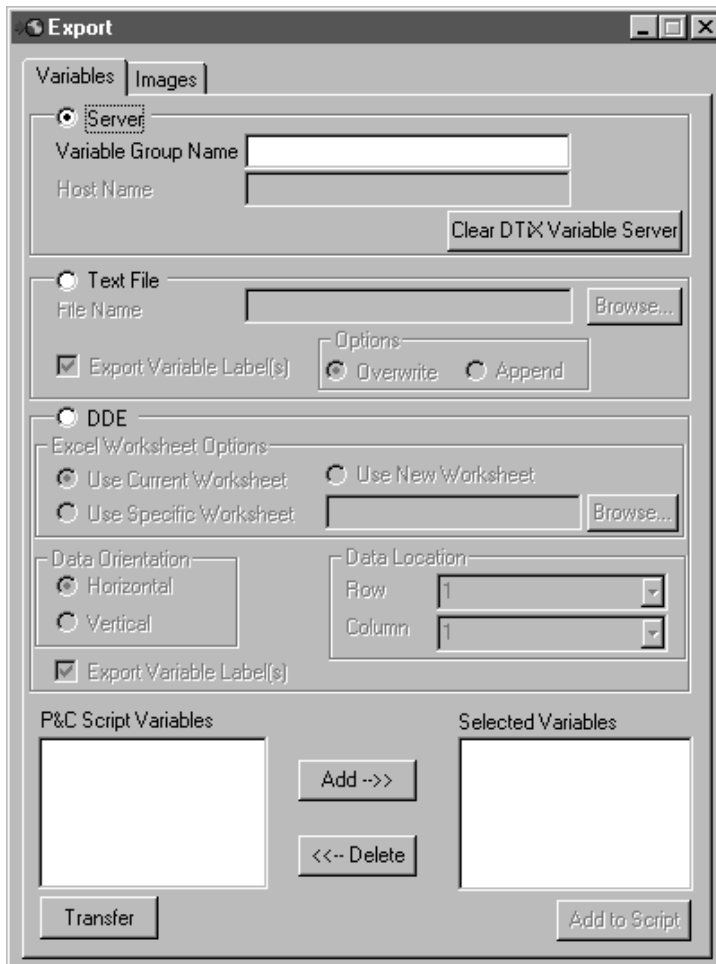 Export
Variables Images
Server
Variable Group Name
Host Name
Clear DTiX Variable Server
Text File
File Name Browse...
Options
Export Variable Label(s) Overwrite Append
DDE
Excel Worksheet Options
Use Current Worksheet Use New Worksheet
Use Specific Worksheet Browse...
Data Orientation Data Location
Horizontal Row 1
Vertical Column 1
Export Variable Label(s)
P&C Script Variables Selected Variables
Add -->>
<<-- Delete
Transfer Add to Script